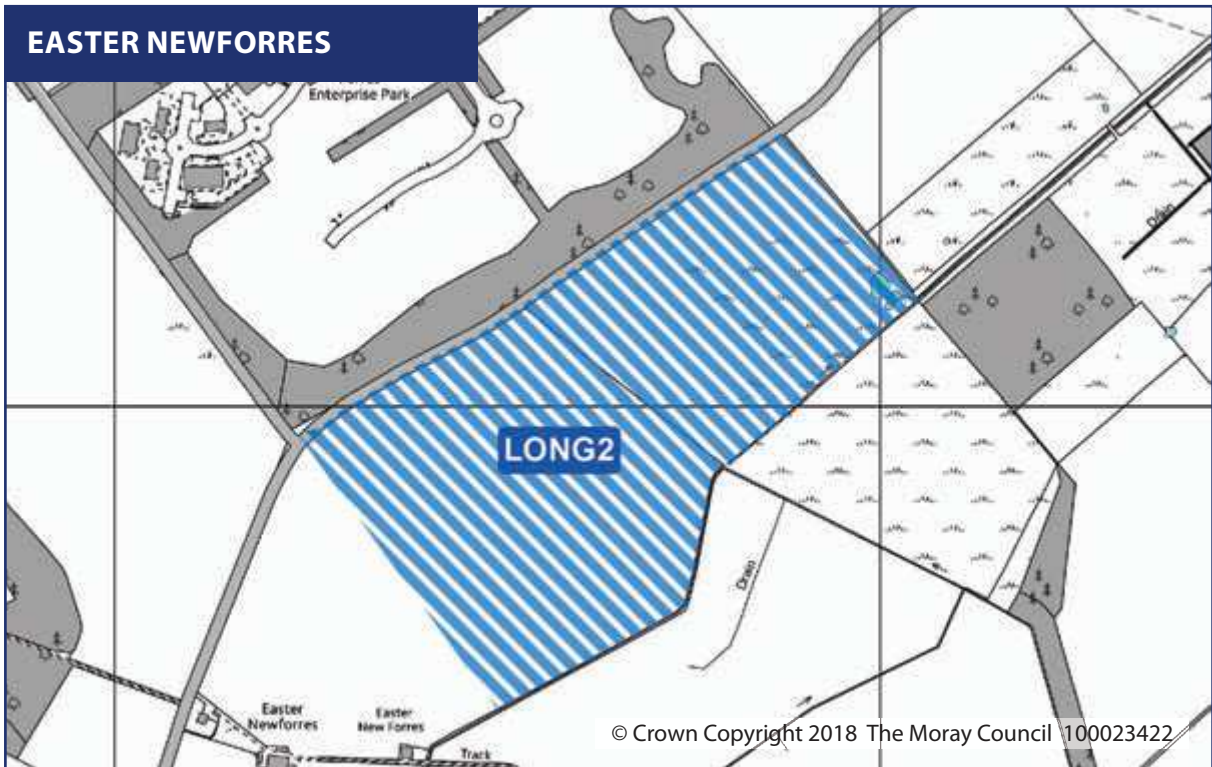 EASTER NEWFORRES
Enterprise Park
Drain
LONG2
Drain
Easter
Newforres
Easter
New Forres
Track
© Crown Copyright 2018 The Moray Council 100023422